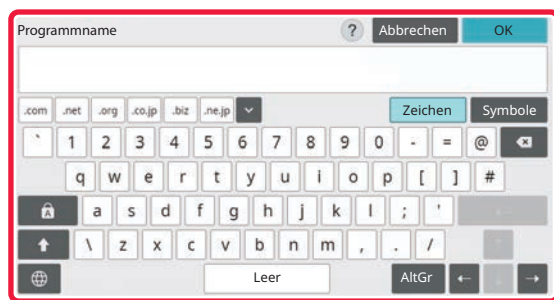 Programmname ? Abbrechen OK
.com .net .org .co.jp .biz .ne.jp Zeichen Symbole
` 1 2 3 4 5 6 7 8 9 0 - = @
q w e r t y u i o p [ ] #
A a s d f g h j k l ; '
\ z x c v b n m , . /
Leer AltGr